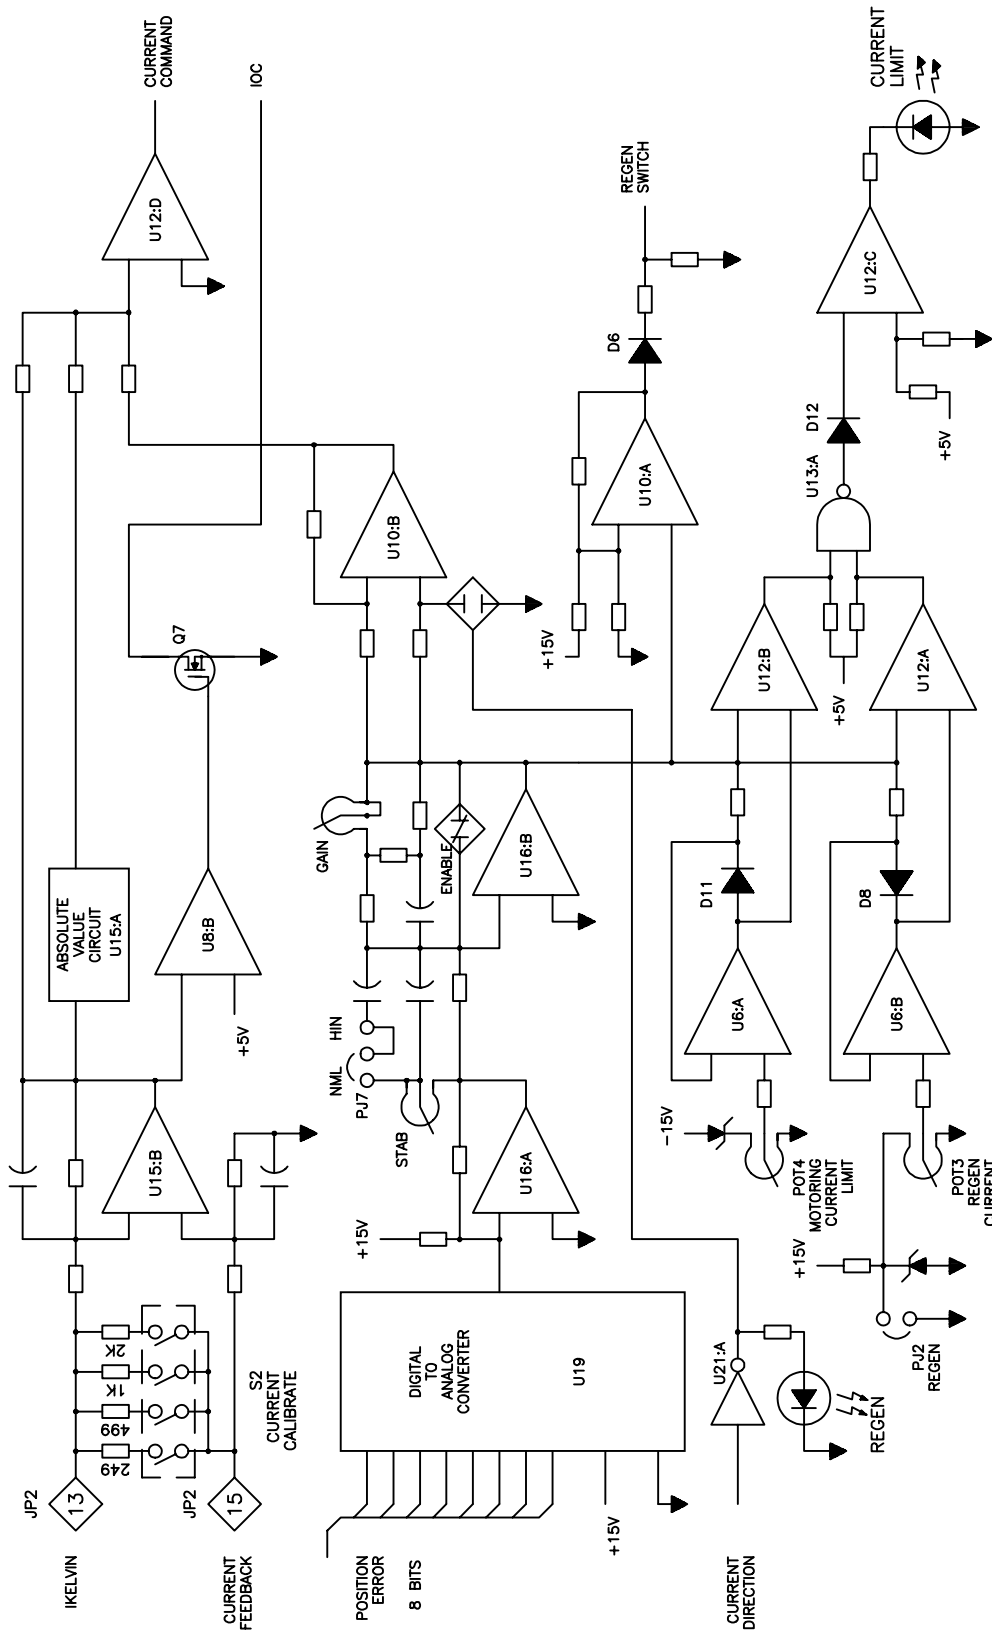 JP2
13
IKELVIN
JP2
15
CURRENT
FEEDBACK
249
499
1K
2K
S2
CURRENT
CALIBRATE
U15:B
ABSOLUTE
VALUE
CIRCUIT
U15:A
+5V
U8:B
Q7
U12:D
CURRENT
COMMAND
IOC
POSITION
ERROR
8 BITS
+15V
DIGITAL
TO
ANALOG
CONVERTER
U19
+15V
U16:A
STAB
PJ7
NML
HIN
GAIN
ENABLE
U16:B
U10:B
+15V
U10:A
D6
REGEN
SWITCH
CURRENT
DIRECTION
U21:A
REGEN
PJ2
REGEN
+15V
-15V
POT4
MOTORING
CURRENT
LIMIT
POT3
REGEN
CURRENT
U6:A
U6:B
D11
D8
U12:B
U12:A
+5V
U13:A
D12
+5V
U12:C
CURRENT
LIMIT